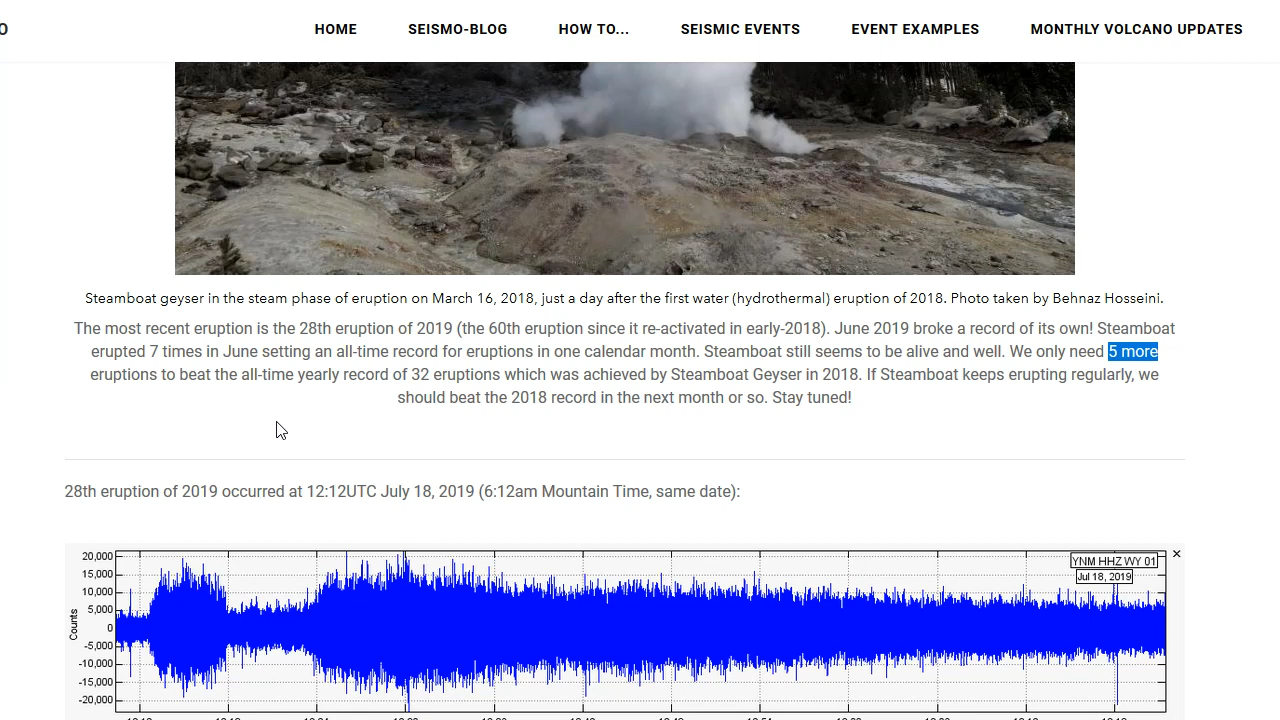 O
HOME SEISMO-BLOG HOW TO... SEISMIC EVENTS EVENT EXAMPLES MONTHLY VOLCANO UPDATES
Steamboat geyser in the steam phase of eruption on March 16, 2018, just a day after the first water (hydrothermal) eruption of 2018. Photo taken by Behnaz Hosseini.
The most recent eruption is the 28th eruption of 2019 (the 60th eruption since it re-activated in early-2018). June 2019 broke a record of its own! Steamboat
erupted 7 times in June setting an all-time record for eruptions in one calendar month. Steamboat still seems to be alive and well. We only need 5 more
eruptions to beat the all-time yearly record of 32 eruptions which was achieved by Steamboat Geyser in 2018. If Steamboat keeps erupting regularly, we
should beat the 2018 record in the next month or so. Stay tuned!
28th eruption of 2019 occurred at 12:12UTC July 18, 2019 (6:12am Mountain Time, same date):
YNM HHZ WY 01
Jul 18, 2019
Counts
20,000
15,000
10,000
5,000
0
-5,000
-10,000
-15,000
-20,000